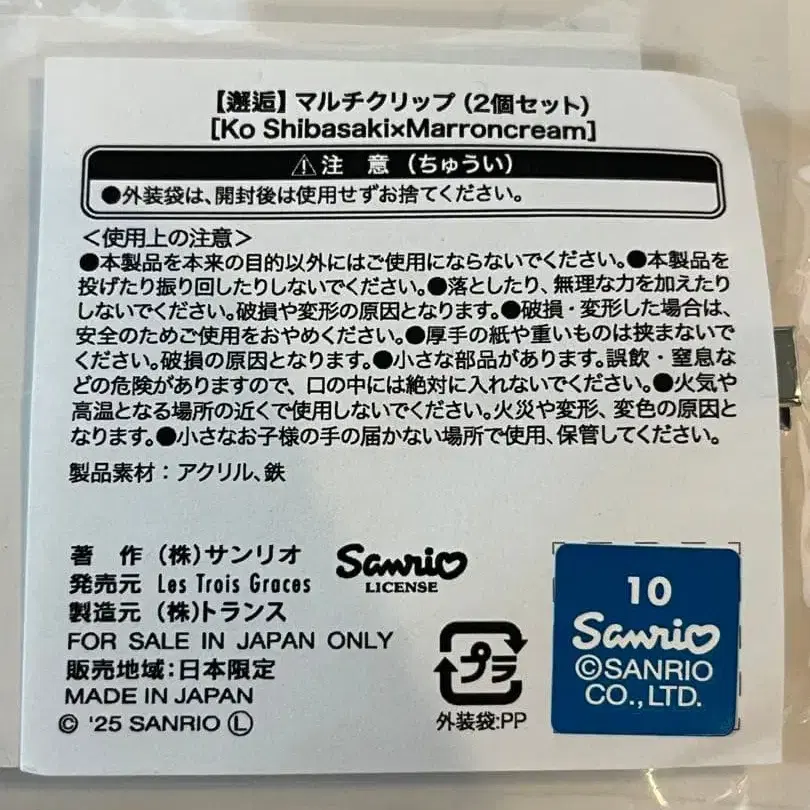 【邂逅】マルチクリップ(2個セット)
[Ko Shibasaki×Marroncream]
⚠注 意(ちゅうい)
●外装袋は、開封後は使用せずお捨てください。
<使用上の注意>
●本製品を本来の目的以外にはご使用にならないでください。●本製品を
投げたり振り回したりしないでください。●落としたり、無理な力を加えたり
しないでください。破損や変形の原因となります。●破損・変形した場合は、
安全のためご使用をおやめください。●厚手の紙や重いものは挟まないで
ください。破損の原因となります。●小さな部品があります。誤飲・窒息な
どの危険がありますので、口の中には絶対に入れないでください。●火気や
高温となる場所の近くで使用しないでください。火災や変形、変色の原因と
なります。●小さなお子様の手の届かない場所で使用、保管してください。
製品素材：アクリル、鉄
著 作 (株)サンリオ
発売元 Les Trois Graces
製造元 (株)トランス
FOR SALE IN JAPAN ONLY
販売地域：日本限定
MADE IN JAPAN
© '25 SANRIO Ⓛ
Sanrio
LICENSE
プラ
外装袋:PP
10
Sanrio
©SANRIO
CO.,LTD.